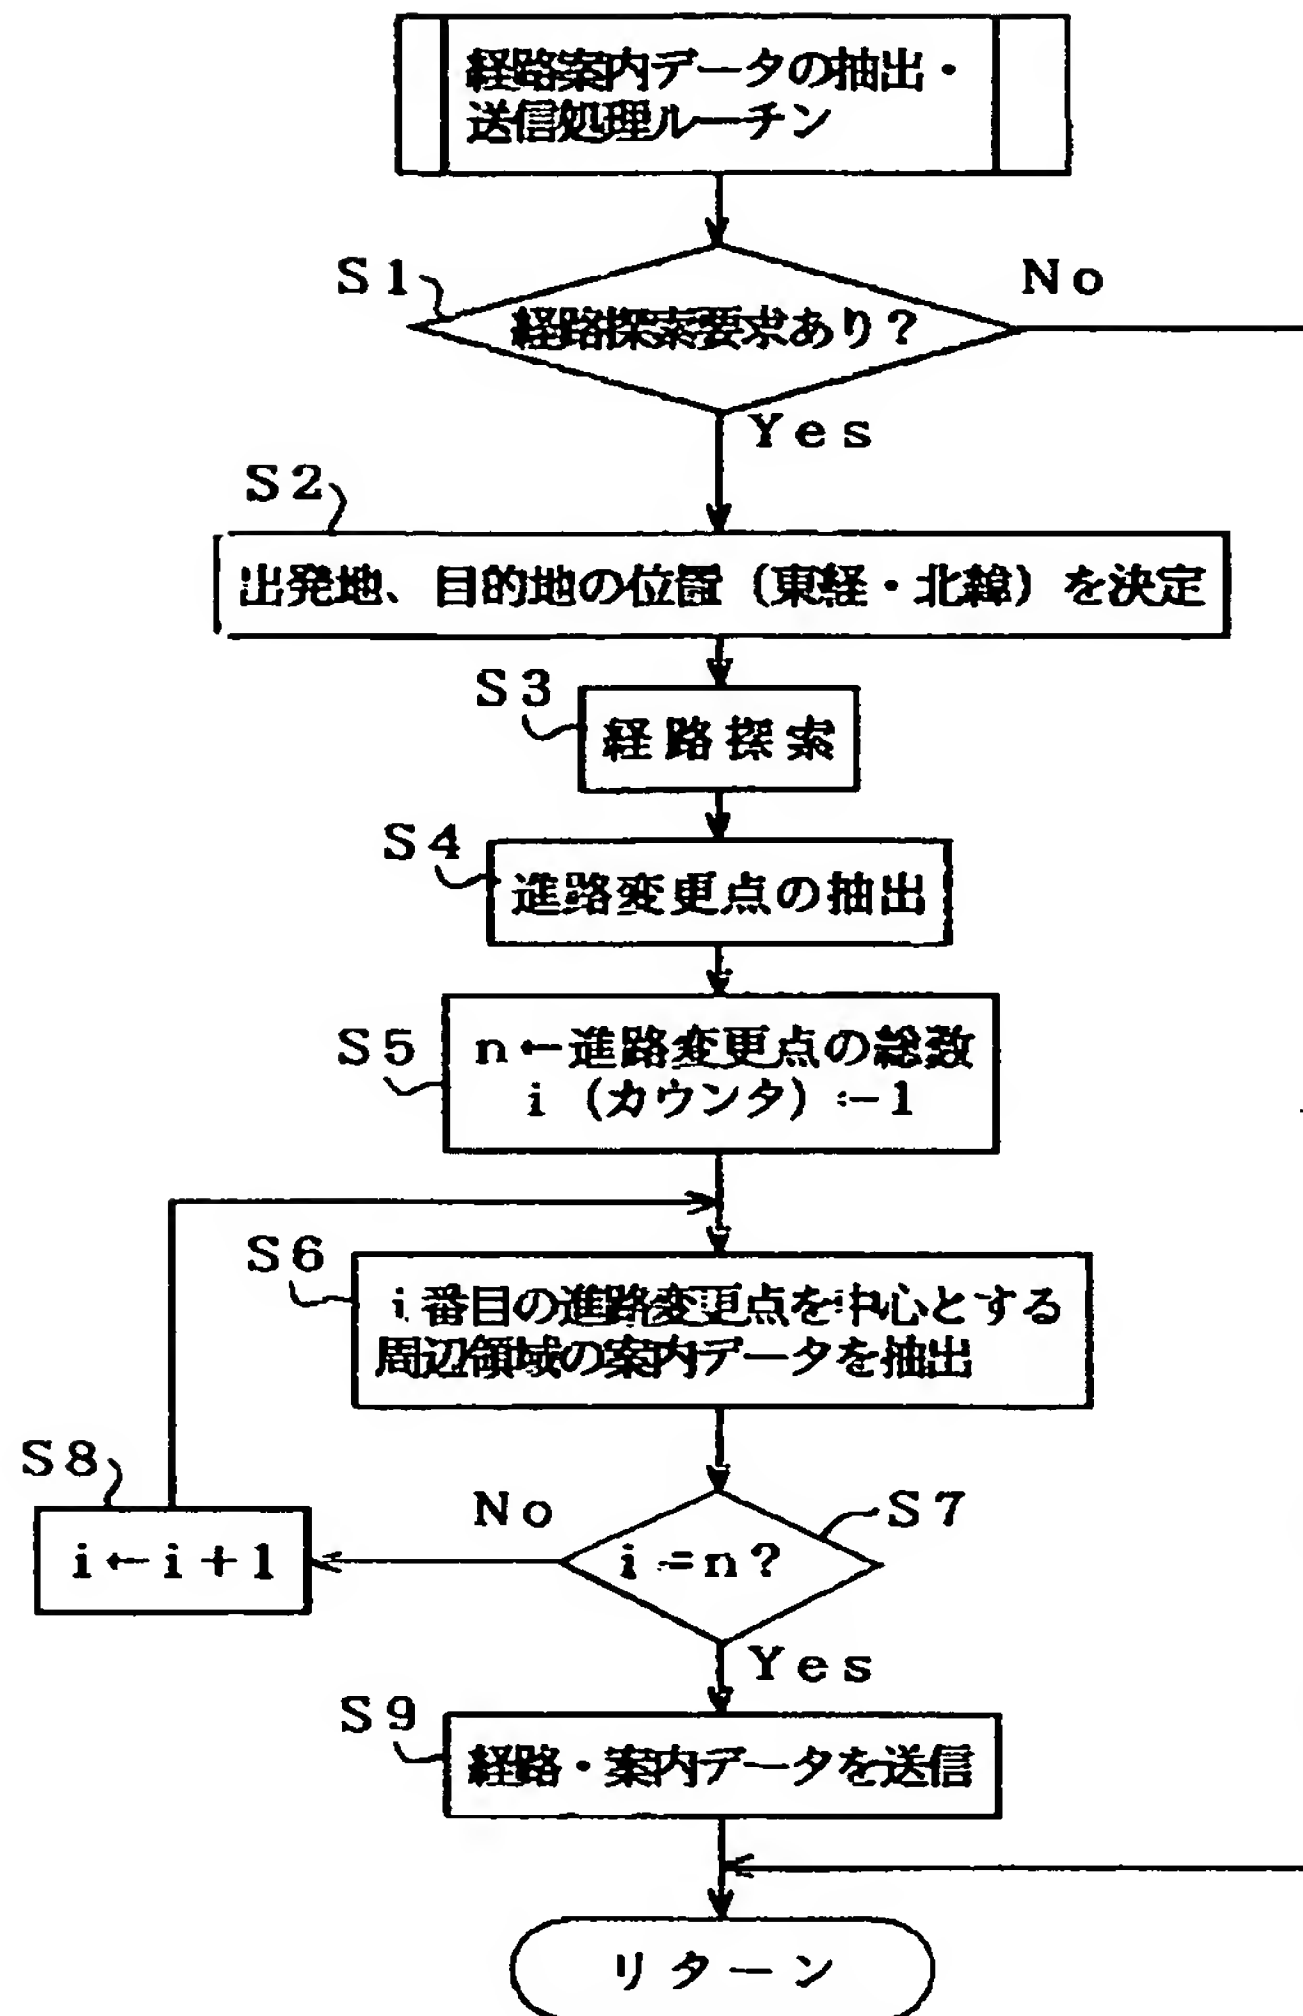 経路案内データの抽出・
送信処理ルーチン
S1
経路探索要求あり?
No
Yes
S2
出発地、目的地の位置(東経・北緯)を決定
S3
経路探索
S4
進路変更点の抽出
S5
n←進路変更点の総数
i(カウンタ)←1
S6
i番目の進路変更点を中心とする
周辺領域の案内データを抽出
S7
i=n?
No
S8
i←i+1
Yes
S9
経路・案内データを送信
リターン